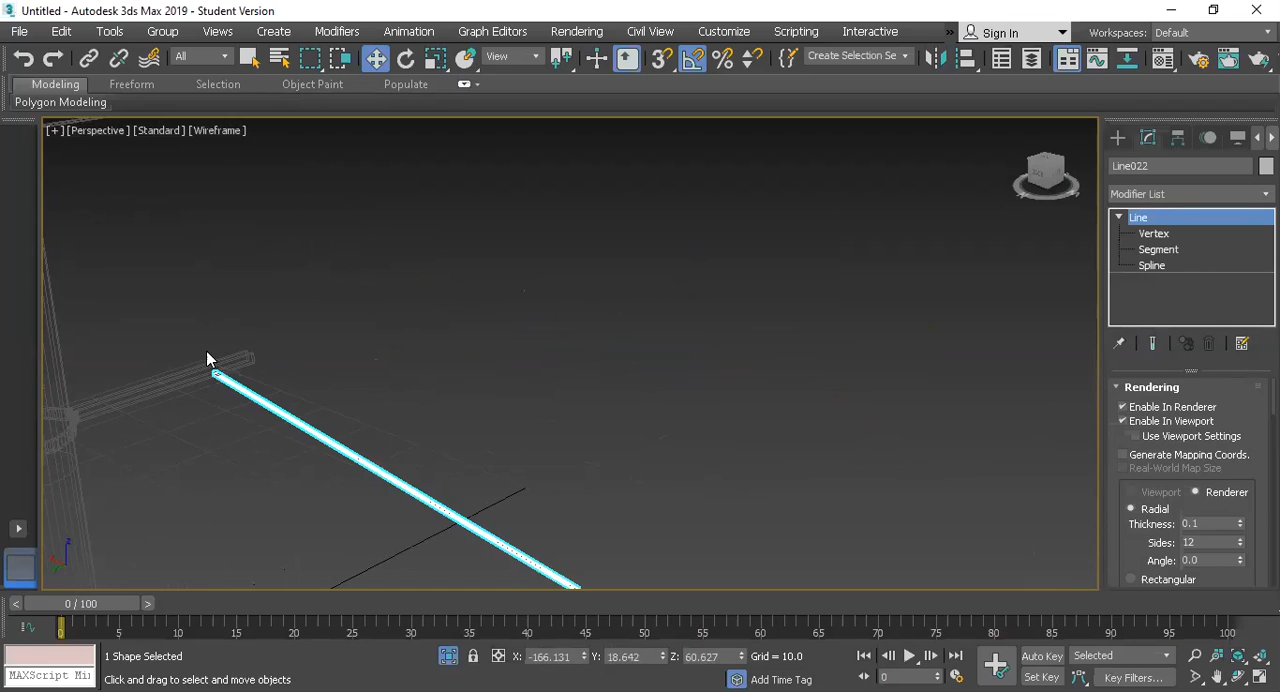 Untitled - Autodesk 3ds Max 2019 - Student Version
File Edit Tools Group Views Create Modifiers Animation Graph Editors Rendering Civil View Customize Scripting Interactive » Sign In Workspaces: Default
All View Create Selection Se
Modeling Freeform Selection Object Paint Populate
Polygon Modeling
[+] [Perspective] [Standard] [Wireframe]
Line022
Modifier List
Line
Vertex
Segment
Spline
Rendering
Enable In Renderer
Enable In Viewport
Use Viewport Settings
Generate Mapping Coords.
Real-World Map Size
Viewport Renderer
Radial
Thickness: 0.1
Sides: 12
Angle: 0.0
Rectangular
< 0 / 100 >
0 5 10 15 20 25 30 35 40 45 50 55 60 65 70 75 80 85 90 95 100
1 Shape Selected X: -166.131 Y: 18.642 Z: 60.627 Grid = 10.0 Auto Key Selected
MAXScript Mi Click and drag to select and move objects Add Time Tag Set Key 0 Key Filters...